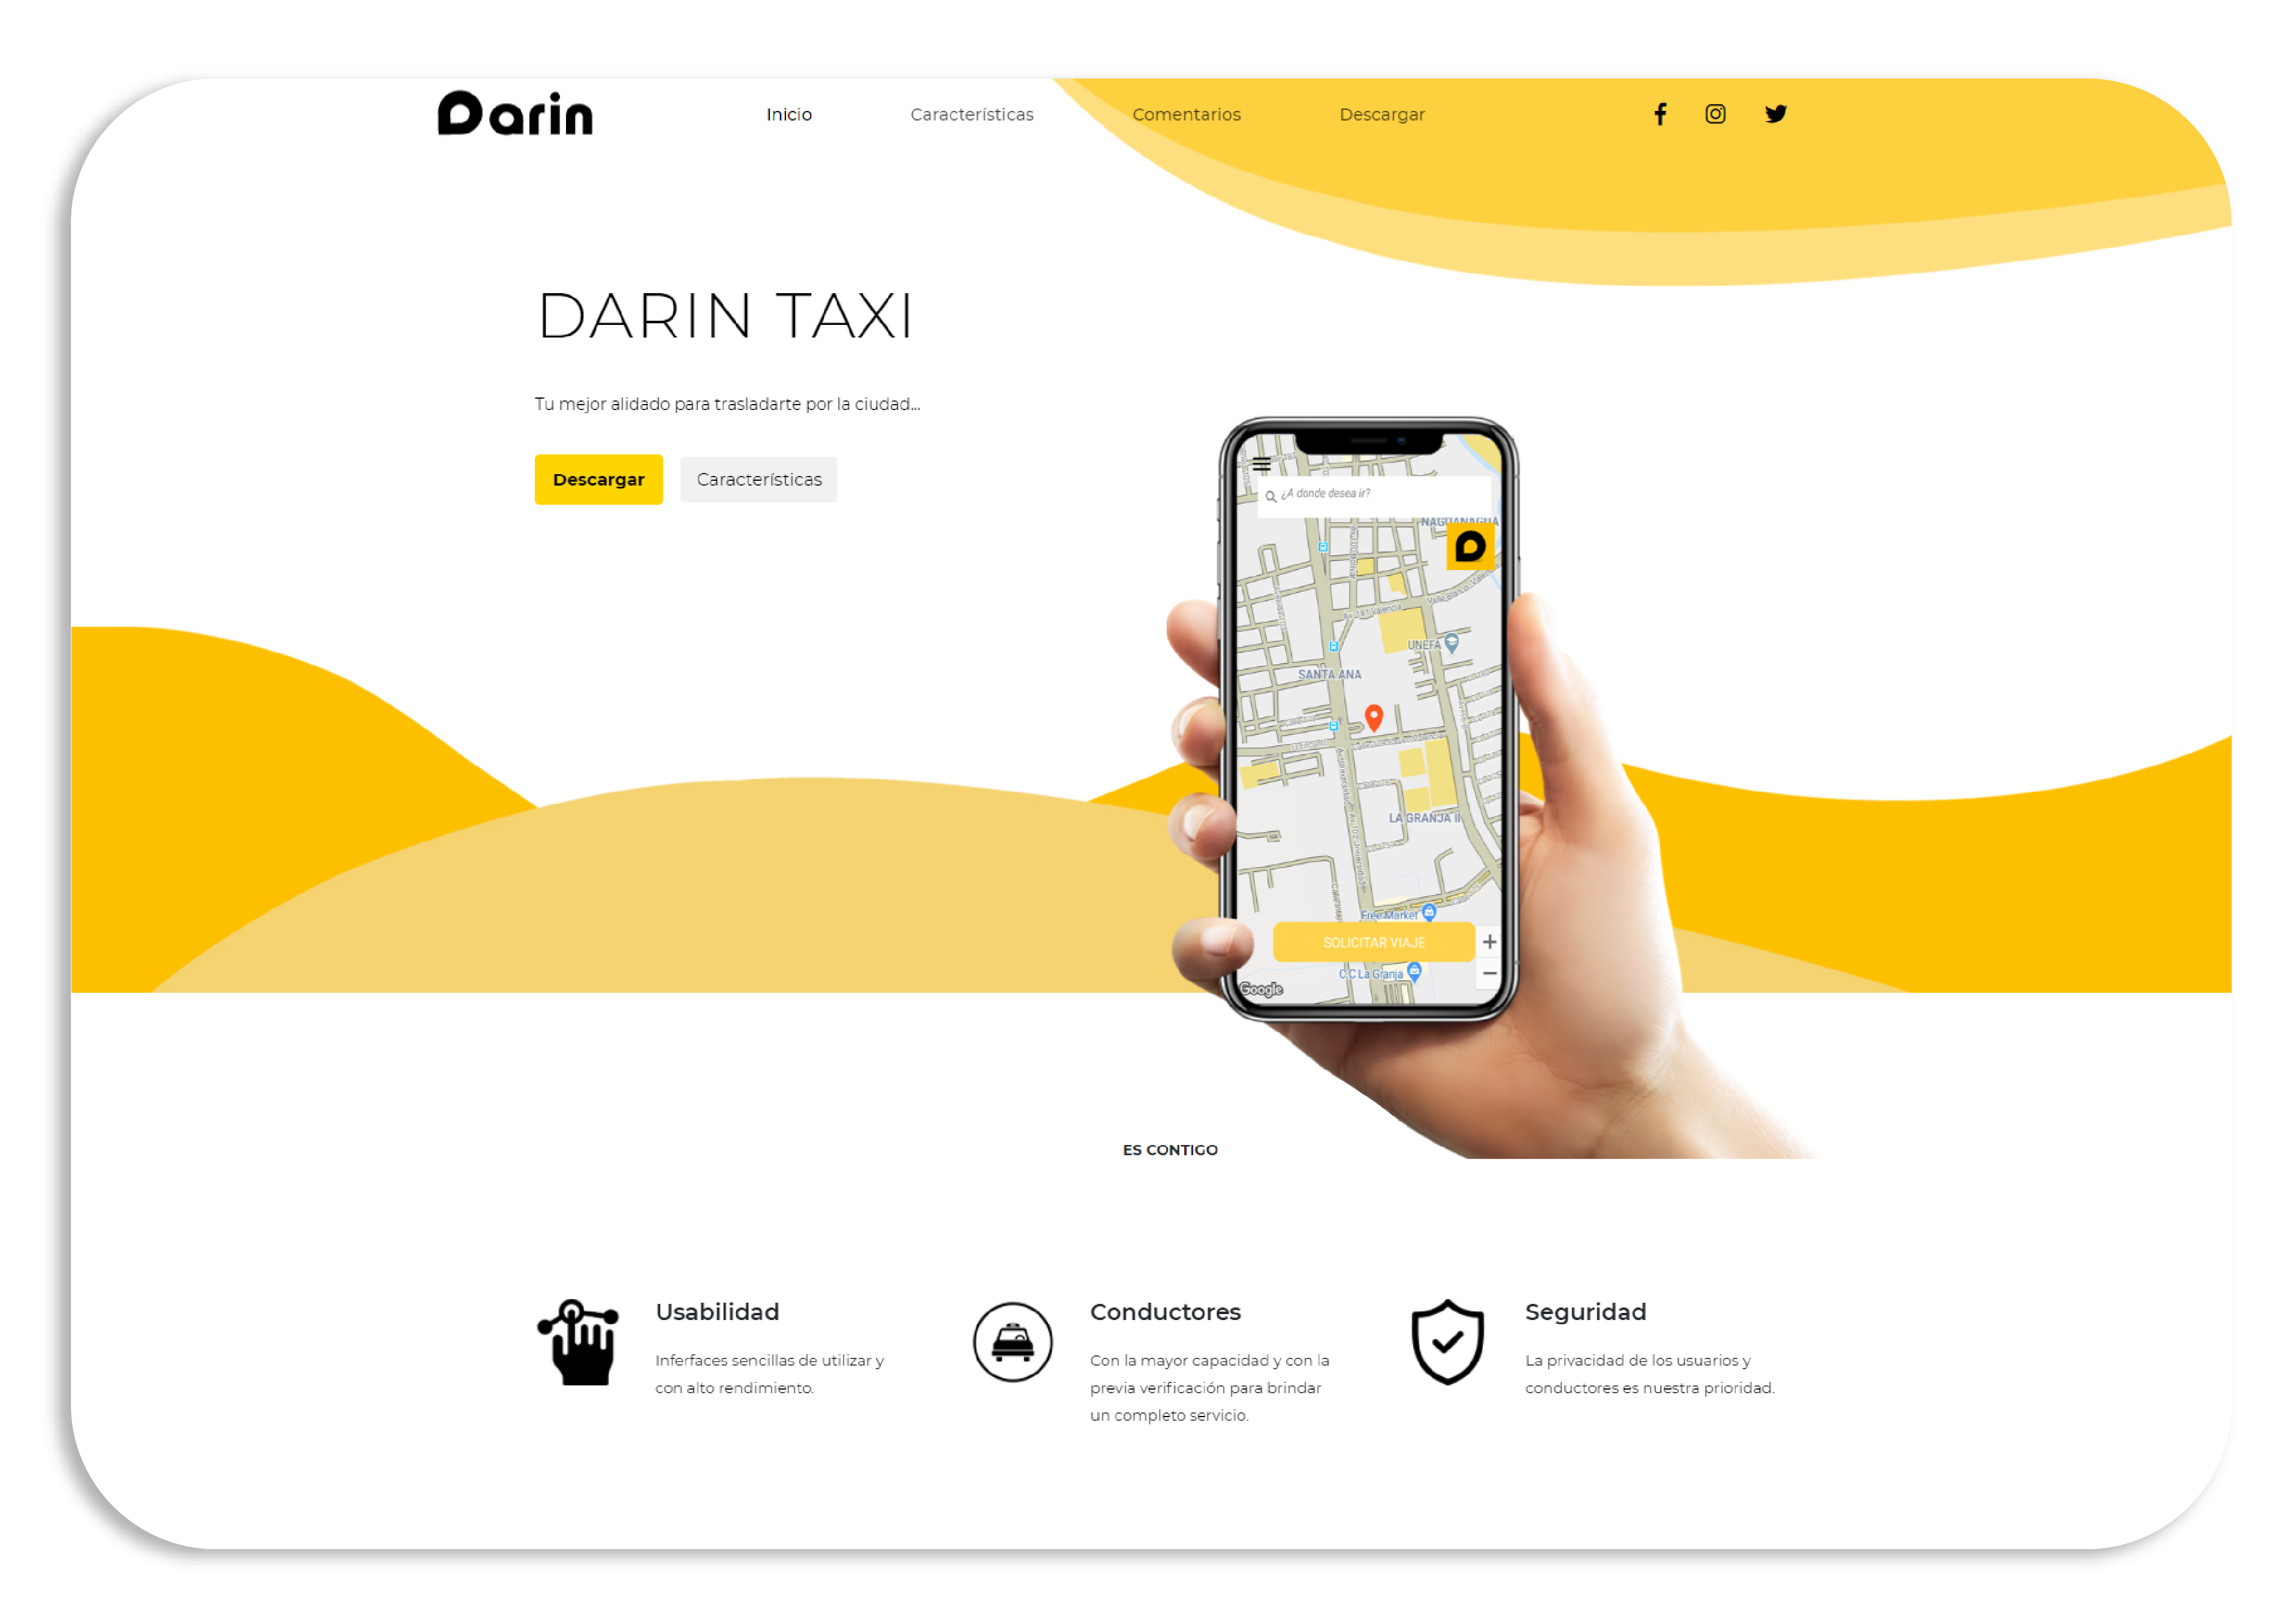 Darin
Inicio
Características
Comentarios
Descargar
DARIN TAXI
Tu mejor alidado para trasladarte por la ciudad...
Descargar
Características
¿A donde desea ir?
NAGUANAGUA
Av. 181 Valencia
UNEFA
SANTA ANA
LA GRANJA II
Free Market
SOLICITAR VIAJE
C.C La Granja
Google
ES CONTIGO
Usabilidad
Inferfaces sencillas de utilizar y
con alto rendimiento.
Conductores
Con la mayor capacidad y con la
previa verificación para brindar
un completo servicio.
Seguridad
La privacidad de los usuarios y
conductores es nuestra prioridad.